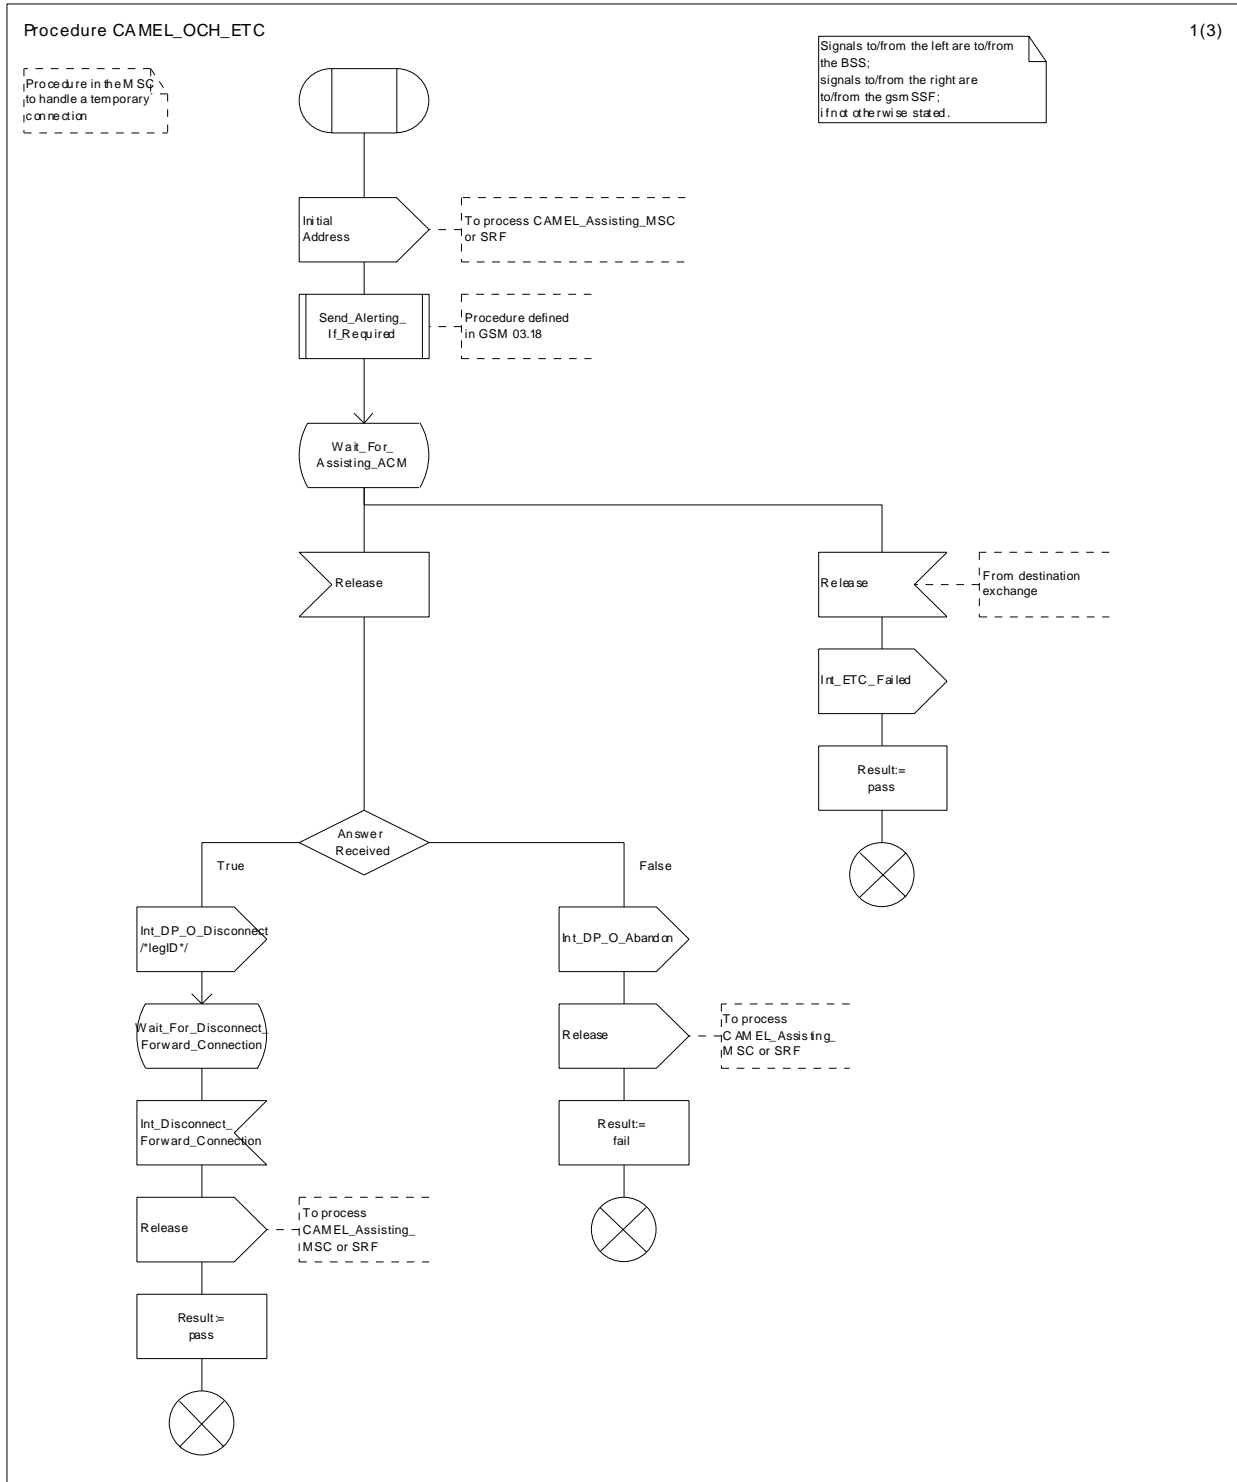 Procedure CAMEL_OCH_ETC
1(3)
Procedure in the MSC
to handle a temporary
connection
Signals to/from the left are to/from
the BSS;
signals to/from the right are
to/from the gsmSSF;
if not otherwise stated.
Initial
Address
To process CAMEL_Assisting_MSC
or SRF
Send_Alerting_
If_Required
Procedure defined
in GSM 03.18
Wait_For_
Assisting_ACM
Release
Release
From destination
exchange
Int_ETC_Failed
Result:=
pass
Answer
Received
True
False
Int_DP_O_Disconnect
/*legID*/
Int_DP_O_Abandon
Wait_For_Disconnect_
Forward_Connection
Release
To process
CAMEL_Assisting_
MSC or SRF
Int_Disconnect_
Forward_Connection
Result:=
fail
Release
To process
CAMEL_Assisting_
MSC or SRF
Result:=
pass